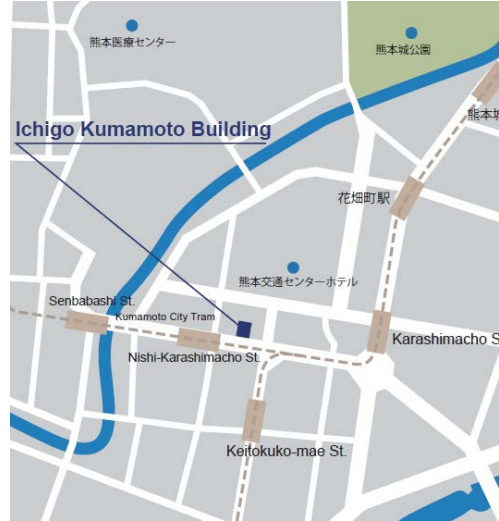 熊本医療センター
熊本城公園
熊本城
Ichigo Kumamoto Building
花畑町駅
熊本交通センターホテル
Senbabashi St.
Kumamoto City Tram
Karashimacho S
Nishi-Karashimacho St.
Keitokuko-mae St.